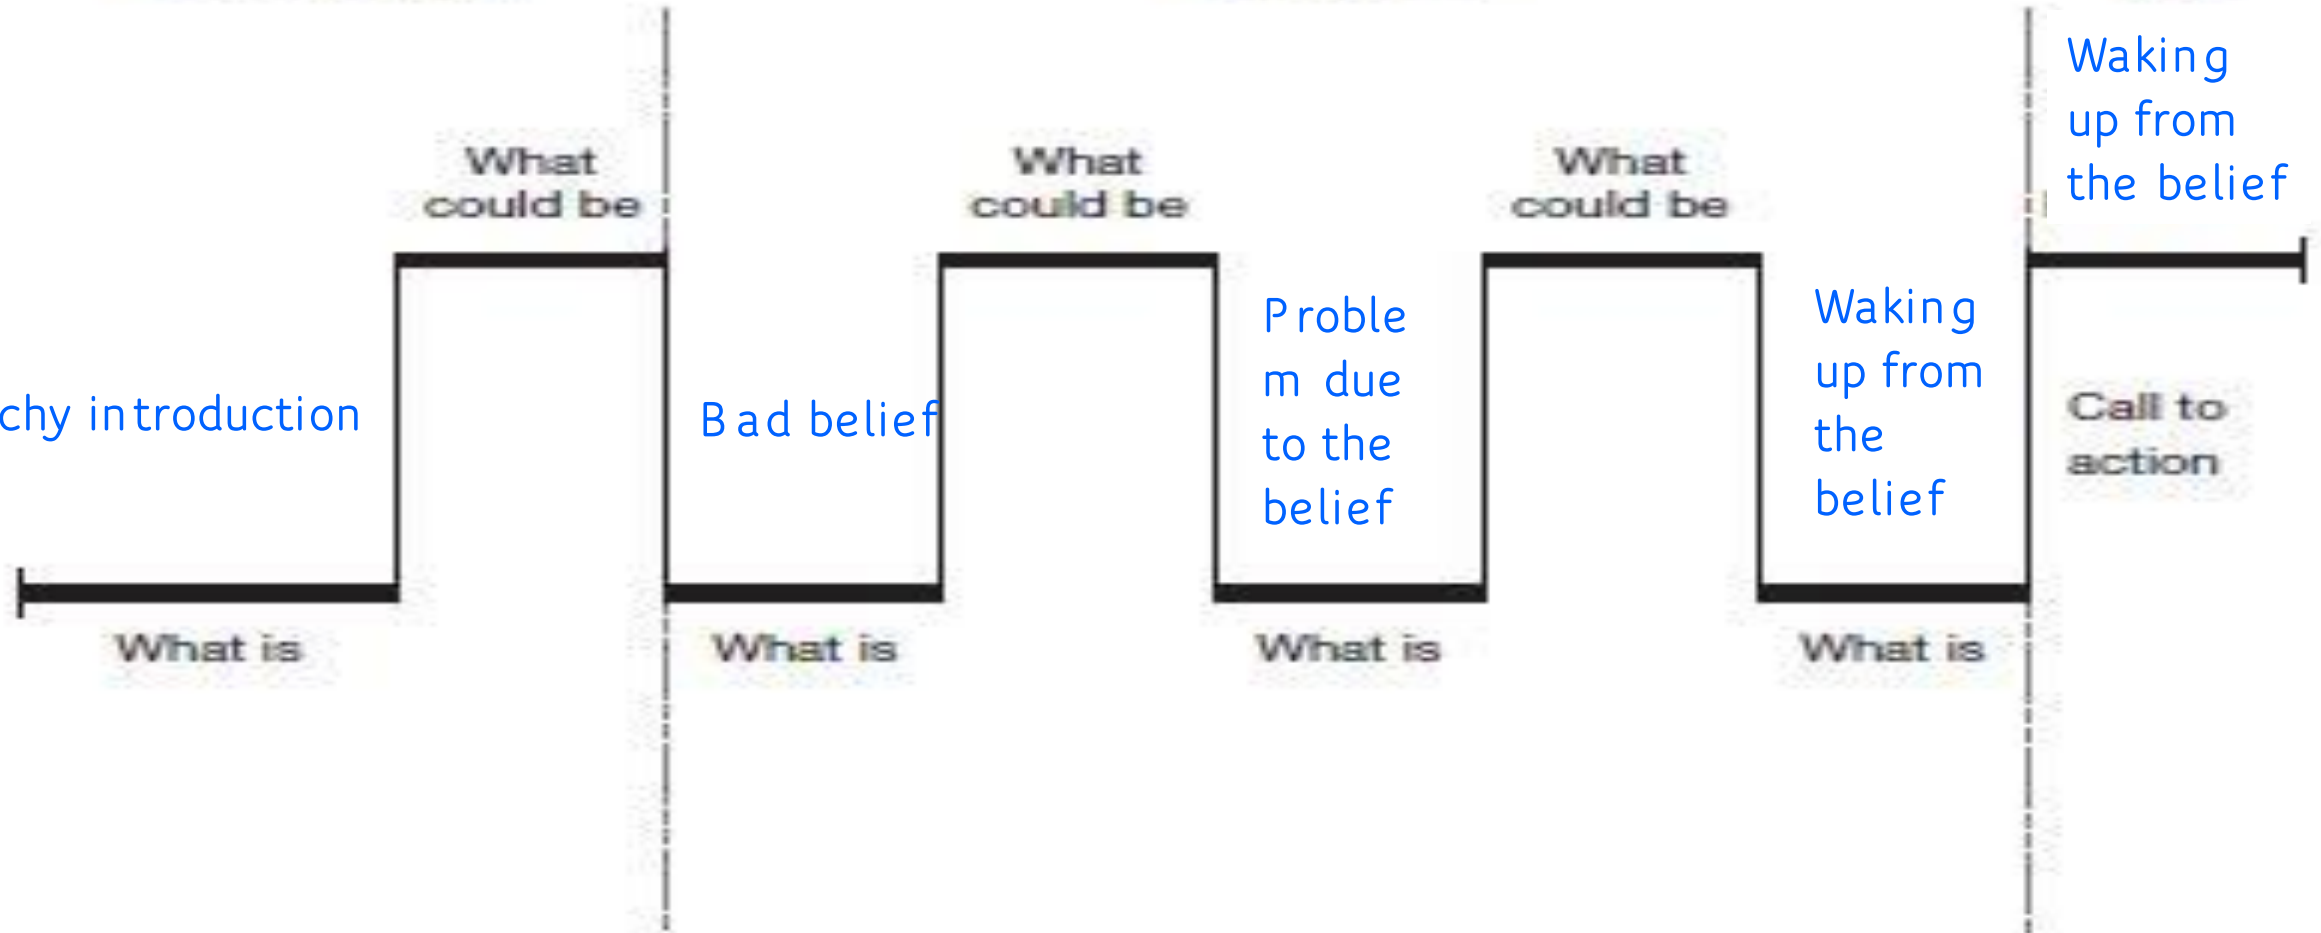 Waking
up from
the belief
What
could be
What
could be
What
could be
chy introduction
Bad belief
Proble
m due
to the
belief
Waking
up from
the
belief
Call to
action
What is
What is
What is
What is